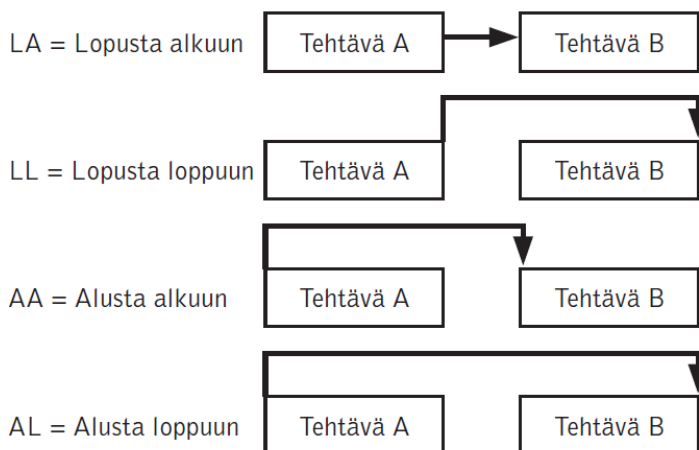 LA = Lopusta alkuun Tehtävä A Tehtävä B
LL = Lopusta loppuun Tehtävä A Tehtävä B
AA = Alusta alkuun Tehtävä A Tehtävä B
AL = Alusta loppuun Tehtävä A Tehtävä B